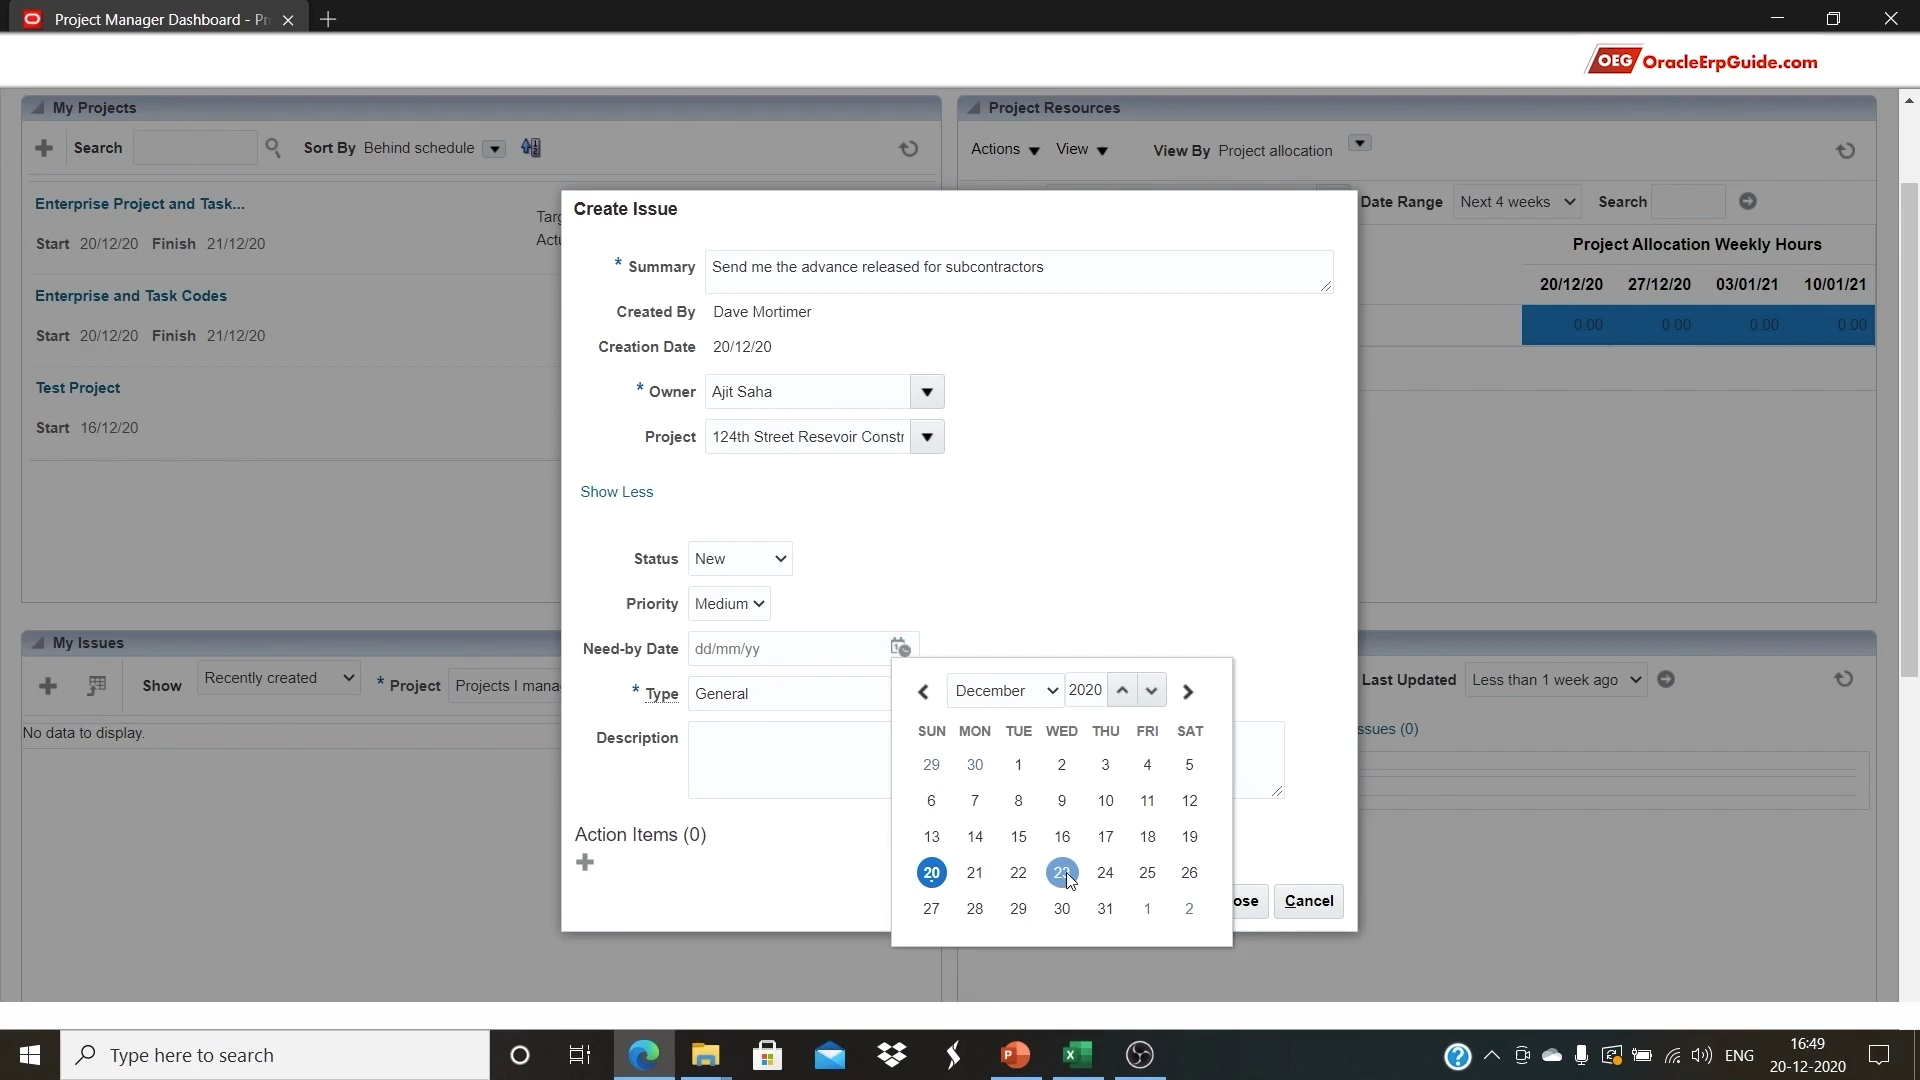 Project Manager Dashboard - Pr
OEG OracleErpGuide.com
My Projects
Project Resources
Search
Sort By Behind schedule
Actions View View By Project allocation
Enterprise Project and Task...
Start 20/12/20 Finish 21/12/20
Enterprise and Task Codes
Start 20/12/20 Finish 21/12/20
Test Project
Start 16/12/20
Date Range Next 4 weeks Search
Project Allocation Weekly Hours
20/12/20 27/12/20 03/01/21 10/01/21
0.00 0.00 0.00 0.00
Create Issue
* Summary Send me the advance released for subcontractors
Created By Dave Mortimer
Creation Date 20/12/20
* Owner Ajit Saha
Project 124th Street Resevoir Constr
Show Less
Status New
Priority Medium
Need-by Date dd/mm/yy
* Type General
Description
Action Items (0)
December 2020
SUN MON TUE WED THU FRI SAT
29 30 1 2 3 4 5
6 7 8 9 10 11 12
13 14 15 16 17 18 19
20 21 22 23 24 25 26
27 28 29 30 31 1 2
ose Cancel
My Issues
Show Recently created * Project Projects I mana
No data to display.
Last Updated Less than 1 week ago
ssues (0)
Type here to search
ENG
16:49
20-12-2020